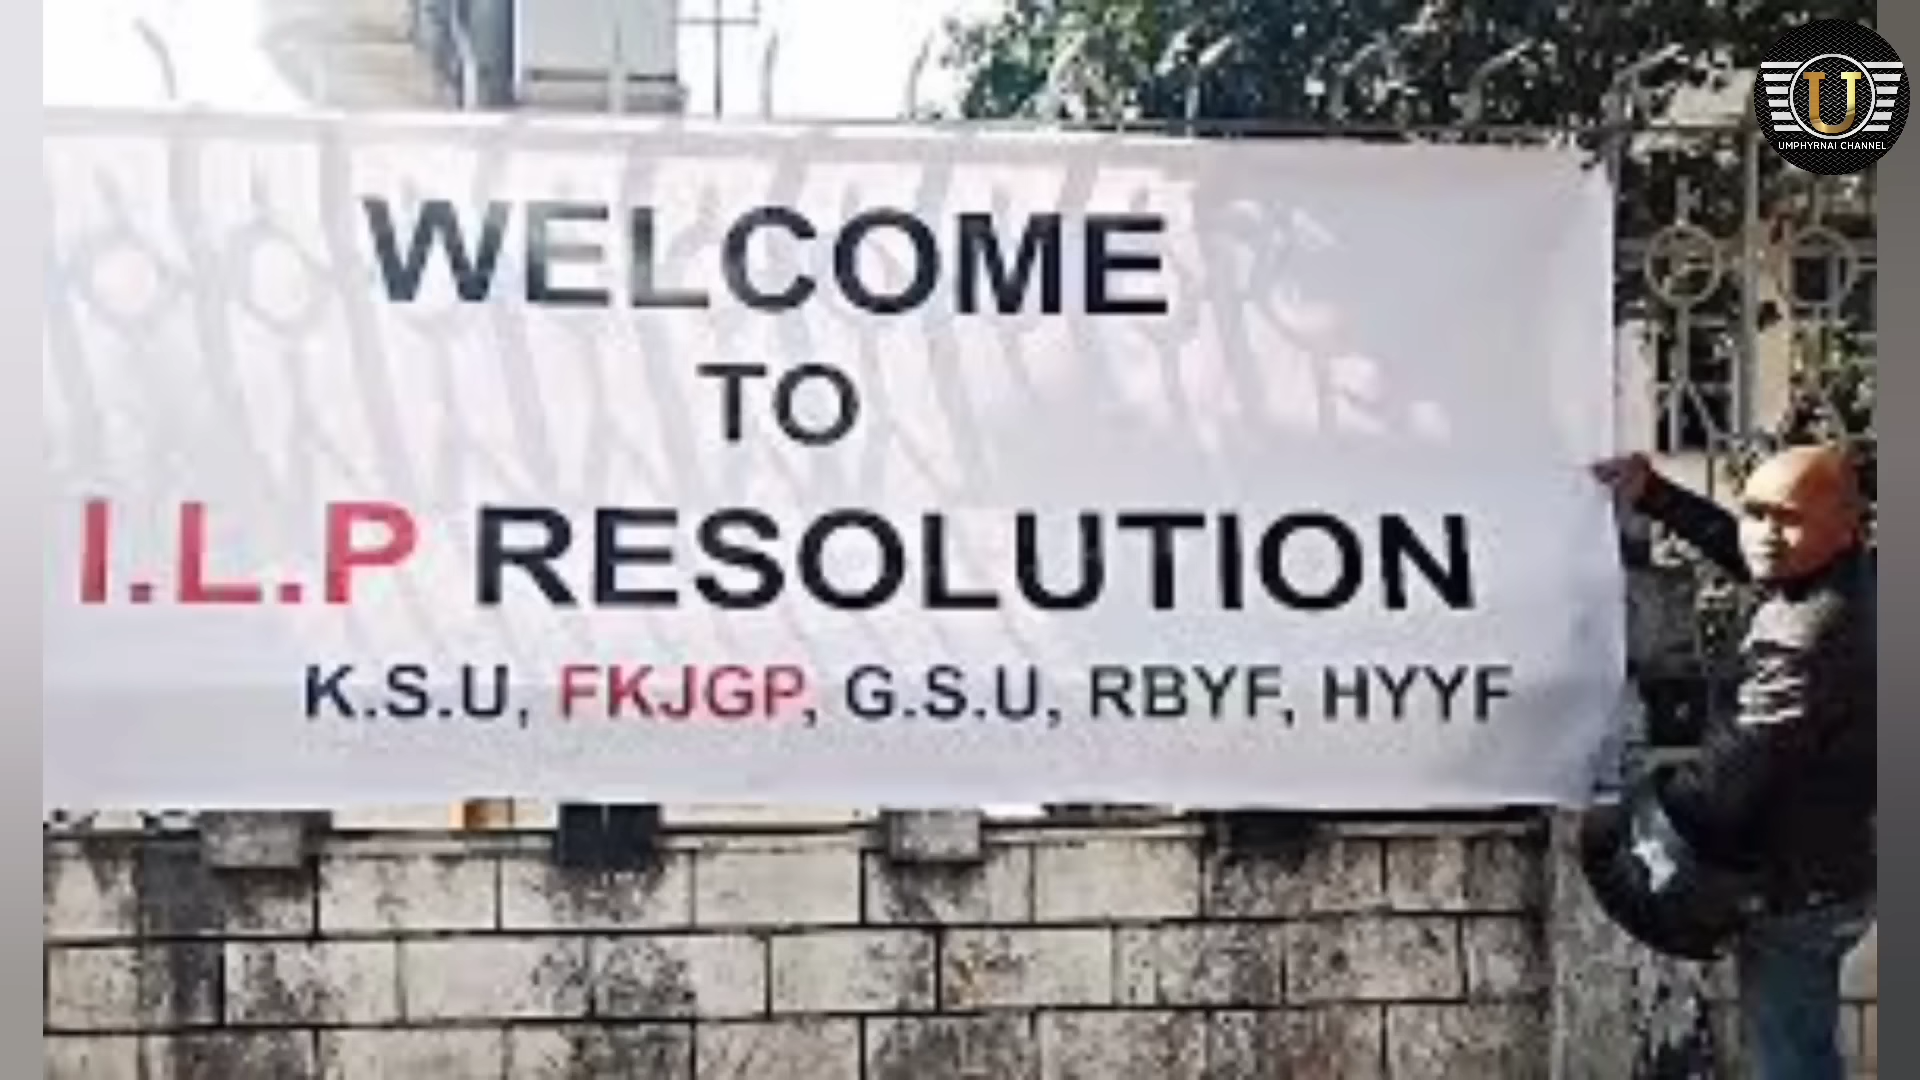 U
UMPHYRNAI CHANNEL
WELCOME
TO
I.L.P RESOLUTION
K.S.U, FKJGP, G.S.U, RBYF, HYYF